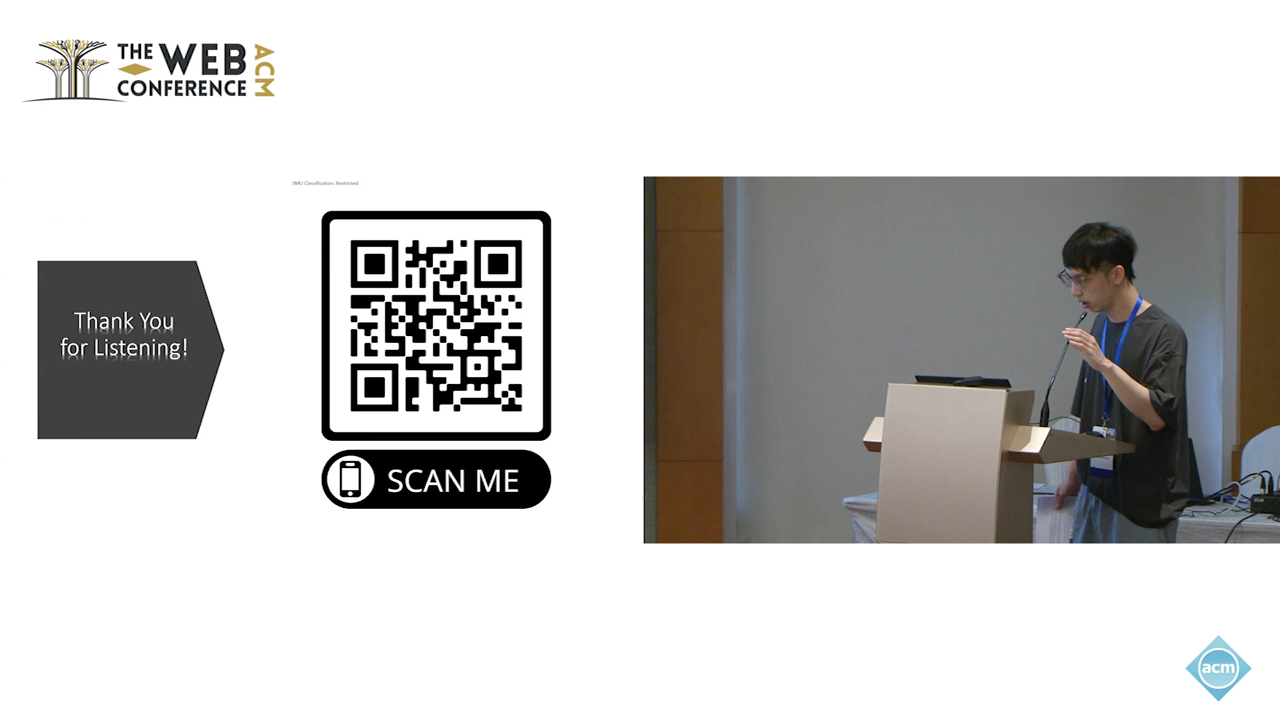 THE WEB
CONFERENCE
ACM
SMU Classification: Restricted
Thank You
for Listening!
SCAN ME
acm